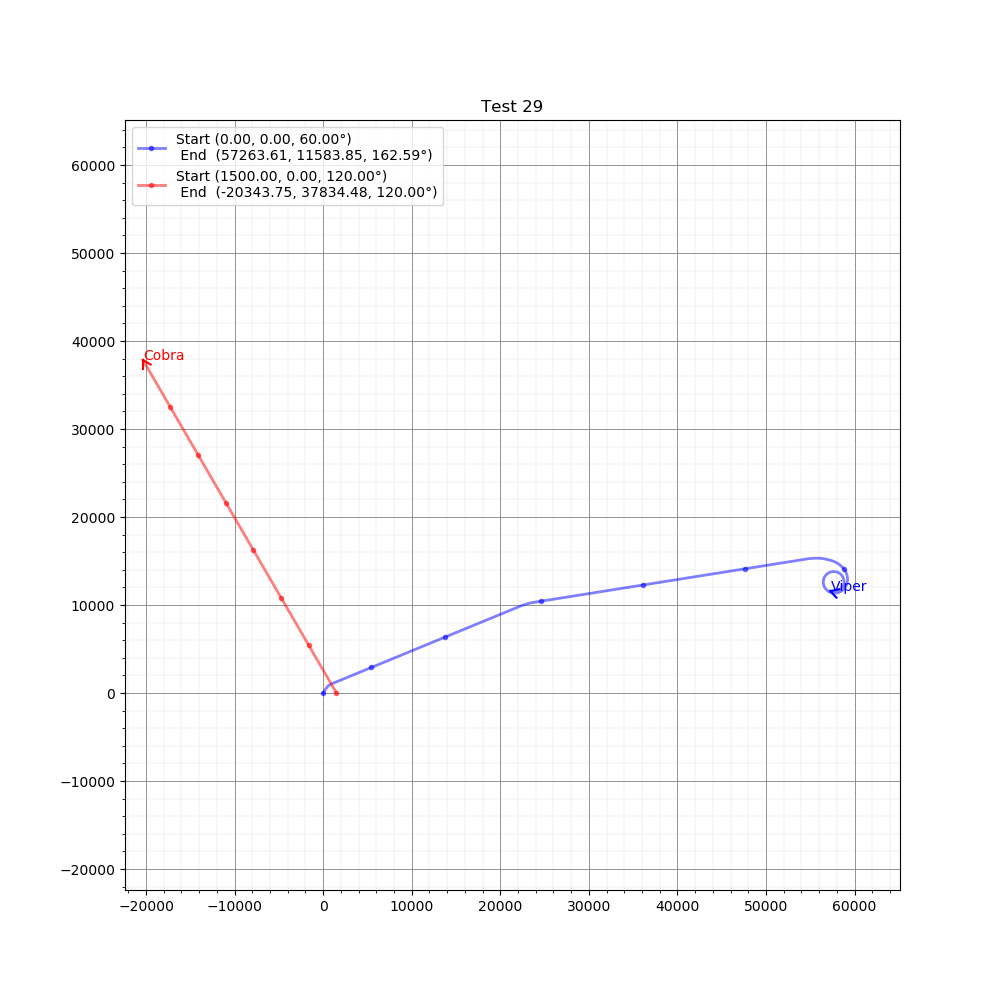 Test 29
Start (0.00, 0.00, 60.00°)
End (57263.61, 11583.85, 162.59°)
Start (1500.00, 0.00, 120.00°)
End (-20343.75, 37834.48, 120.00°)
60000
50000
40000
30000
20000
10000
0
−10000
−20000
Cobra
Viper
−20000 −10000 0 10000 20000 30000 40000 50000 60000